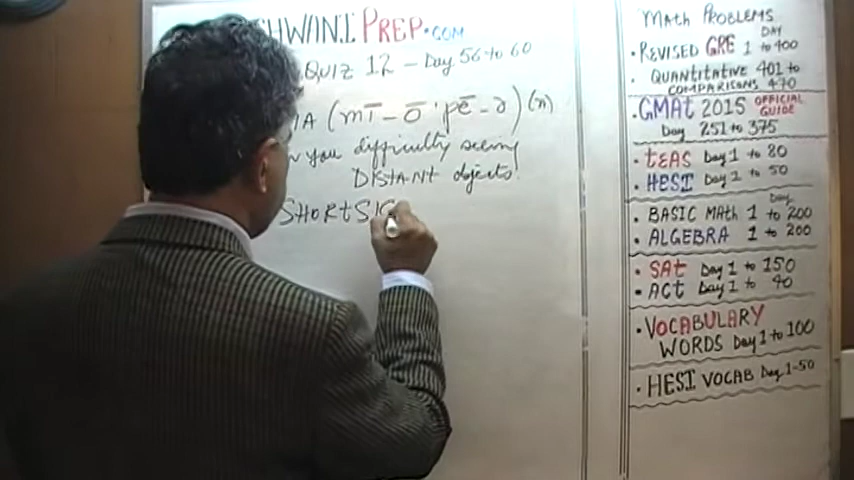 SHWANI PREP.COM
QUIZ 12 - Day 56 to 60
IA (mī-ō'pē-ə) (n)
you difficulty seeing
DISTANT objects.
SHORTSIG
MATH PROBLEMS
DAY
• REVISED GRE 1 to 400
• QUANTITATIVE 401 to
COMPARISONS 470
• GMAT 2015 OFFICIAL GUIDE
Day 251 to 375
• TEAS Day 1 to 80
• HESI Day 1 to 50
Day
• BASIC MATH 1 to 200
• ALGEBRA 1 to 200
• SAT Day 1 to 150
• ACT Day 1 to 40
• VOCABULARY
WORDS Day 1 to 100
• HESI VOCAB Day 1-50